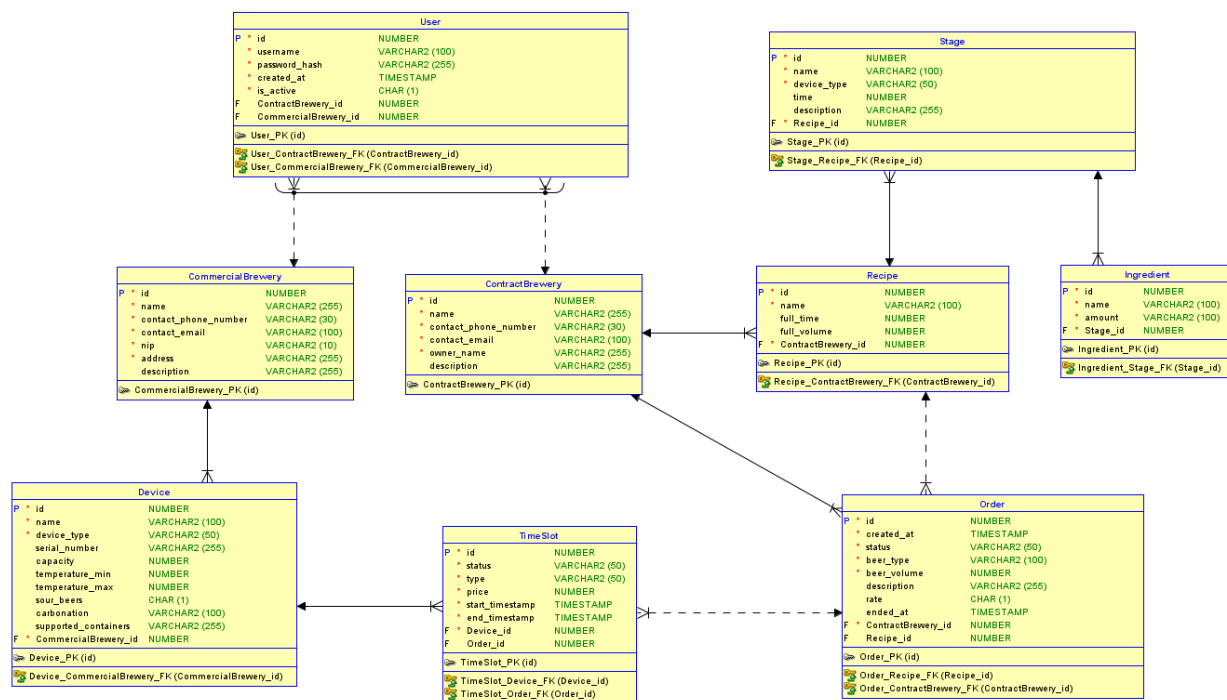 User
P * id NUMBER
* username VARCHAR2 (100)
* password_hash VARCHAR2 (255)
* created_at TIMESTAMP
* is_active CHAR (1)
F ContractBrewery_id NUMBER
F CommercialBrewery_id NUMBER
User_PK (id)
User_ContractBrewery_FK (ContractBrewery_id)
User_CommercialBrewery_FK (CommercialBrewery_id)
Stage
P * id NUMBER
* name VARCHAR2 (100)
* device_type VARCHAR2 (50)
time NUMBER
description VARCHAR2 (255)
F * Recipe_id NUMBER
Stage_PK (id)
Stage_Recipe_FK (Recipe_id)
CommercialBrewery
P * id NUMBER
* name VARCHAR2 (255)
* contact_phone_number VARCHAR2 (30)
* contact_email VARCHAR2 (100)
* nip VARCHAR2 (10)
* address VARCHAR2 (255)
description VARCHAR2 (255)
CommercialBrewery_PK (id)
ContractBrewery
P * id NUMBER
* name VARCHAR2 (255)
* contact_phone_number VARCHAR2 (30)
* contact_email VARCHAR2 (100)
* owner_name VARCHAR2 (255)
description VARCHAR2 (255)
ContractBrewery_PK (id)
Recipe
P * id NUMBER
* name VARCHAR2 (100)
full_time NUMBER
full_volume NUMBER
F * ContractBrewery_id NUMBER
Recipe_PK (id)
Recipe_ContractBrewery_FK (ContractBrewery_id)
Ingredient
P * id NUMBER
* name VARCHAR2 (100)
* amount VARCHAR2 (100)
F * Stage_id NUMBER
Ingredient_PK (id)
Ingredient_Stage_FK (Stage_id)
Device
P * id NUMBER
* name VARCHAR2 (100)
* device_type VARCHAR2 (50)
serial_number VARCHAR2 (255)
capacity NUMBER
temperature_min NUMBER
temperature_max NUMBER
sour_beers CHAR (1)
carbonation VARCHAR2 (100)
supported_containers VARCHAR2 (255)
F * CommercialBrewery_id NUMBER
Device_PK (id)
Device_CommercialBrewery_FK (CommercialBrewery_id)
TimeSlot
P * id NUMBER
* status VARCHAR2 (50)
* type VARCHAR2 (50)
* price NUMBER
* start_timestamp TIMESTAMP
* end_timestamp TIMESTAMP
F * Device_id NUMBER
F Order_id NUMBER
TimeSlot_PK (id)
TimeSlot_Device_FK (Device_id)
TimeSlot_Order_FK (Order_id)
Order
P * id NUMBER
* created_at TIMESTAMP
* status VARCHAR2 (50)
* beer_type VARCHAR2 (100)
* beer_volume NUMBER
description VARCHAR2 (255)
rate CHAR (1)
ended_at TIMESTAMP
F * ContractBrewery_id NUMBER
F Recipe_id NUMBER
Order_PK (id)
Order_Recipe_FK (Recipe_id)
Order_ContractBrewery_FK (ContractBrewery_id)